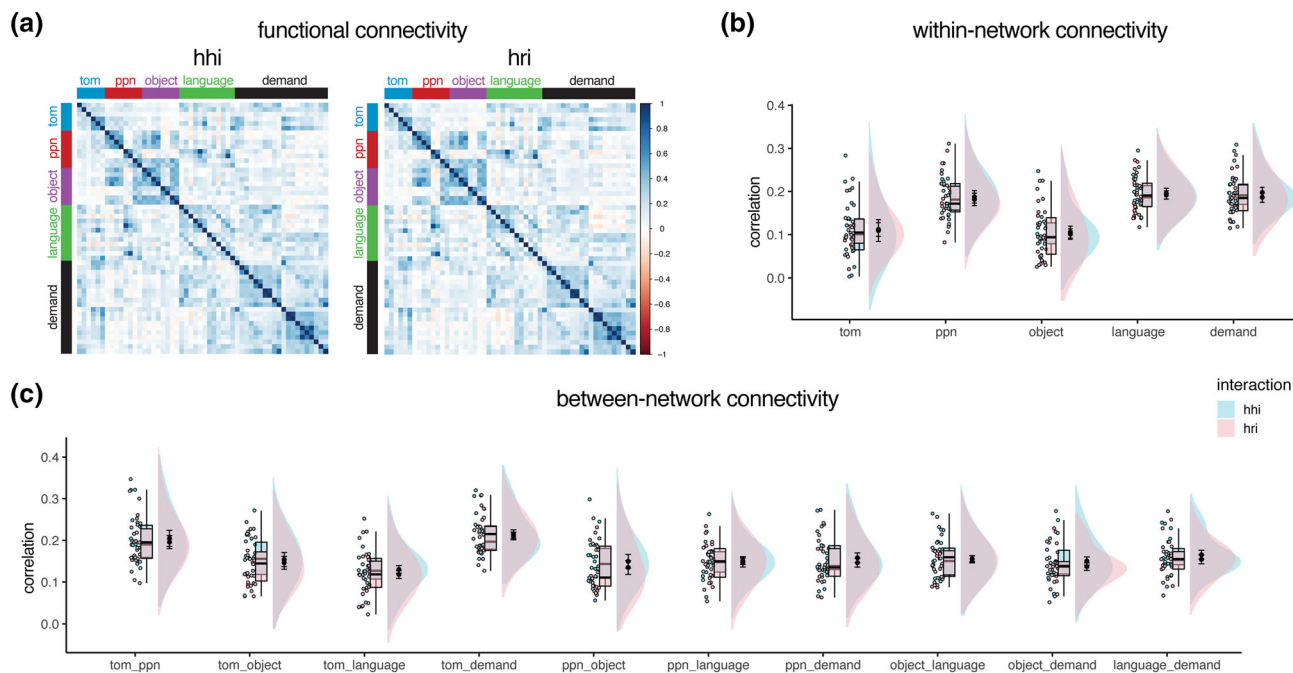 (a)
functional connectivity
hhi
hri
tom ppn object language demand
tom ppn object language demand
tom
ppn
object
language
demand
tom
ppn
object
language
demand
1
0.8
0.6
0.4
0.2
0
−0.2
−0.4
−0.6
−0.8
−1
(b)
within-network connectivity
correlation
0.4
0.3
0.2
0.1
0.0
tom ppn object language demand
(c)
between-network connectivity
interaction
hhi
hri
correlation
0.4
0.3
0.2
0.1
0.0
tom_ppn tom_object tom_language tom_demand ppn_object ppn_language ppn_demand object_language object_demand language_demand